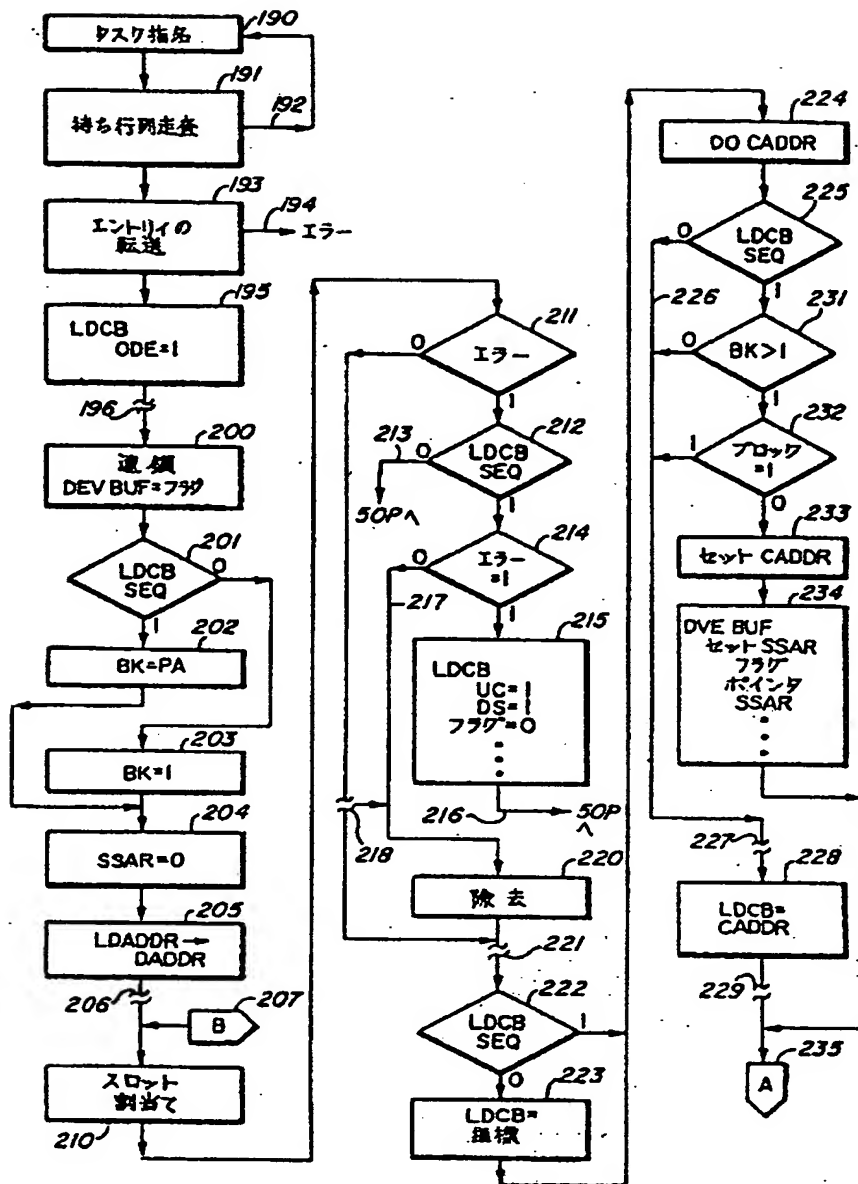 190
タスク指名
191
192
待ち行列走査
193
194
エントリィの
転送
エラー
195
LDCB
ODE=1
196
200
連鎖
DEV BUF=フラグ
201
LDCB
SEQ
0
1
202
BK=PA
203
BK=1
204
SSAR=0
205
LDADDR→
DADDR
206
207
B
スロット
割当て
210
211
エラー
0
1
212
213
LDCB
SEQ
0
1
50Pへ
214
エラー
=1
0
1
217
215
LDCB
UC=1
DS=1
フラグ=0
216
50P
へ
218
220
除去
221
222
LDCB
SEQ
1
0
223
LDCB=
224
DO CADDR
225
LDCB
SEQ
0
1
226
231
BK>1
0
1
232
ブロック
=1
1
0
233
セット CADDR
234
DVE BUF
セット SSAR
フラグ
ポインタ
SSAR
227
228
LDCB=
CADDR
229
A
235